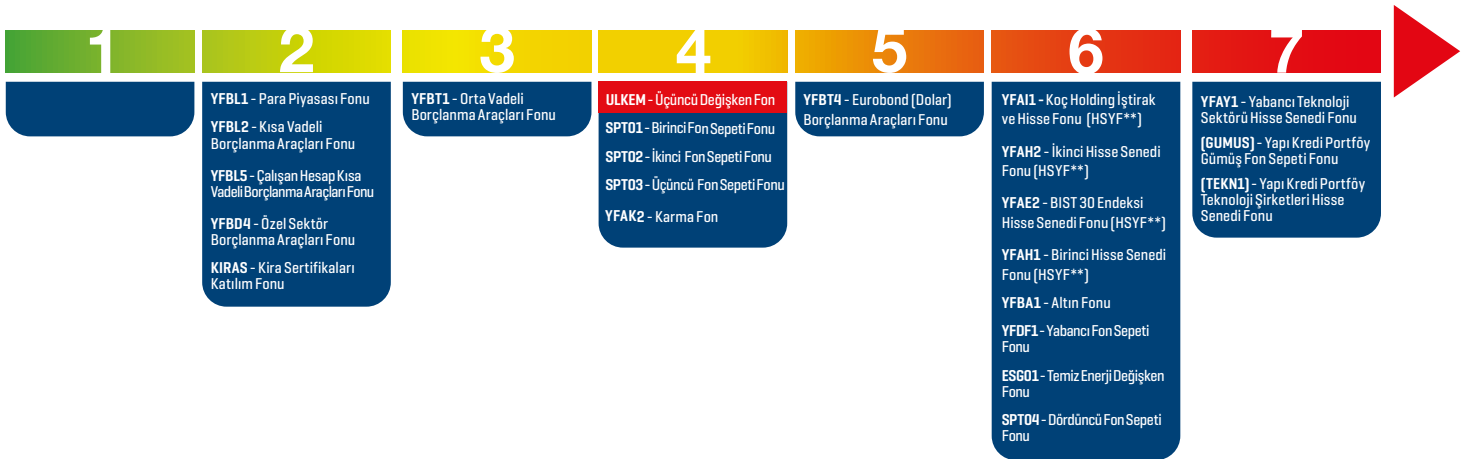 1
2
3
4
5
6
7
YFBL1 - Para Piyasası Fonu
YFBL2 - Kısa Vadeli
Borçlanma Araçları Fonu
YFBL5 - Çalışan Hesap Kısa
Vadeli Borçlanma Araçları Fonu
YFBD4 - Özel Sektör
Borçlanma Araçları Fonu
KIRAS - Kira Sertifikaları
Katılım Fonu
YFBT1 - Orta Vadeli
Borçlanma Araçları Fonu
ULKEM - Üçüncü Değişken Fon
SPT01 - Birinci Fon Sepeti Fonu
SPT02 - İkinci Fon Sepeti Fonu
SPT03 - Üçüncü Fon Sepeti Fonu
YFAK2 - Karma Fon
YFBT4 - Eurobond (Dolar)
Borçlanma Araçları Fonu
YFAI1 - Koç Holding İştirak
ve Hisse Fonu (HSYF**)
YFAH2 - İkinci Hisse Senedi
Fonu (HSYF**)
YFAE2 - BIST 30 Endeksi
Hisse Senedi Fonu (HSYF**)
YFAH1 - Birinci Hisse Senedi
Fonu (HSYF**)
YFBA1 - Altın Fonu
YFDF1 - Yabancı Fon Sepeti
Fonu
ESG01 - Temiz Enerji Değişken
Fonu
SPT04 - Dördüncü Fon Sepeti
Fonu
YFAY1 - Yabancı Teknoloji
Sektörü Hisse Senedi Fonu
(GUMUS) - Yapı Kredi Portföy
Gümüş Fon Sepeti Fonu
(TEKN1) - Yapı Kredi Portföy
Teknoloji Şirketleri Hisse
Senedi Fonu